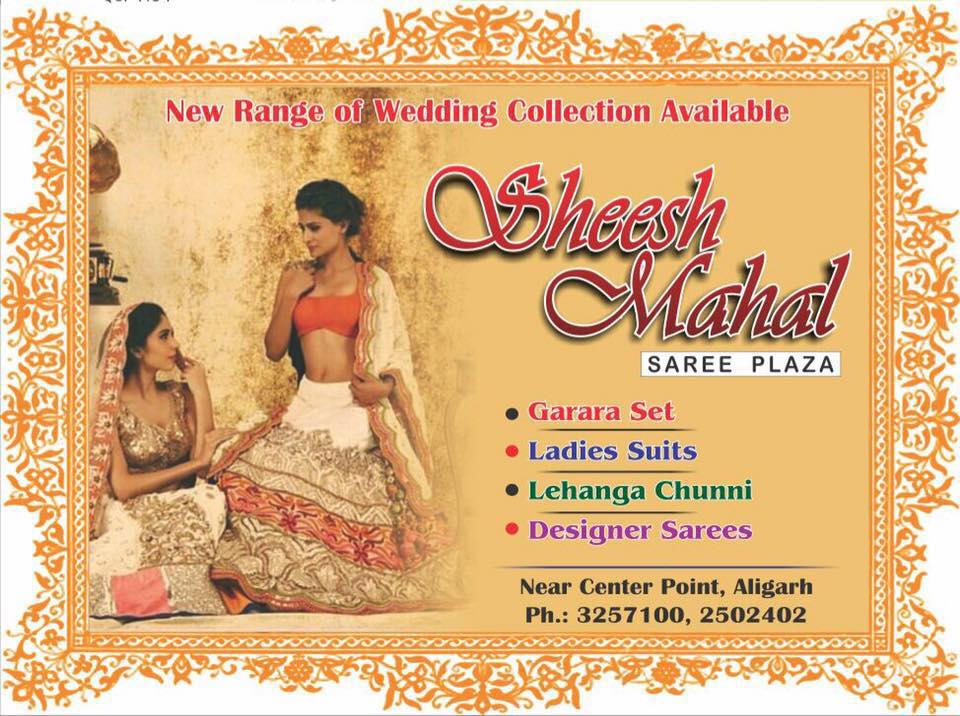 New Range of Wedding Collection Available
Sheesh
Mahal
SAREE PLAZA
• Garara Set
• Ladies Suits
• Lehanga Chunni
• Designer Sarees
Near Center Point, Aligarh
Ph.: 3257100, 2502402